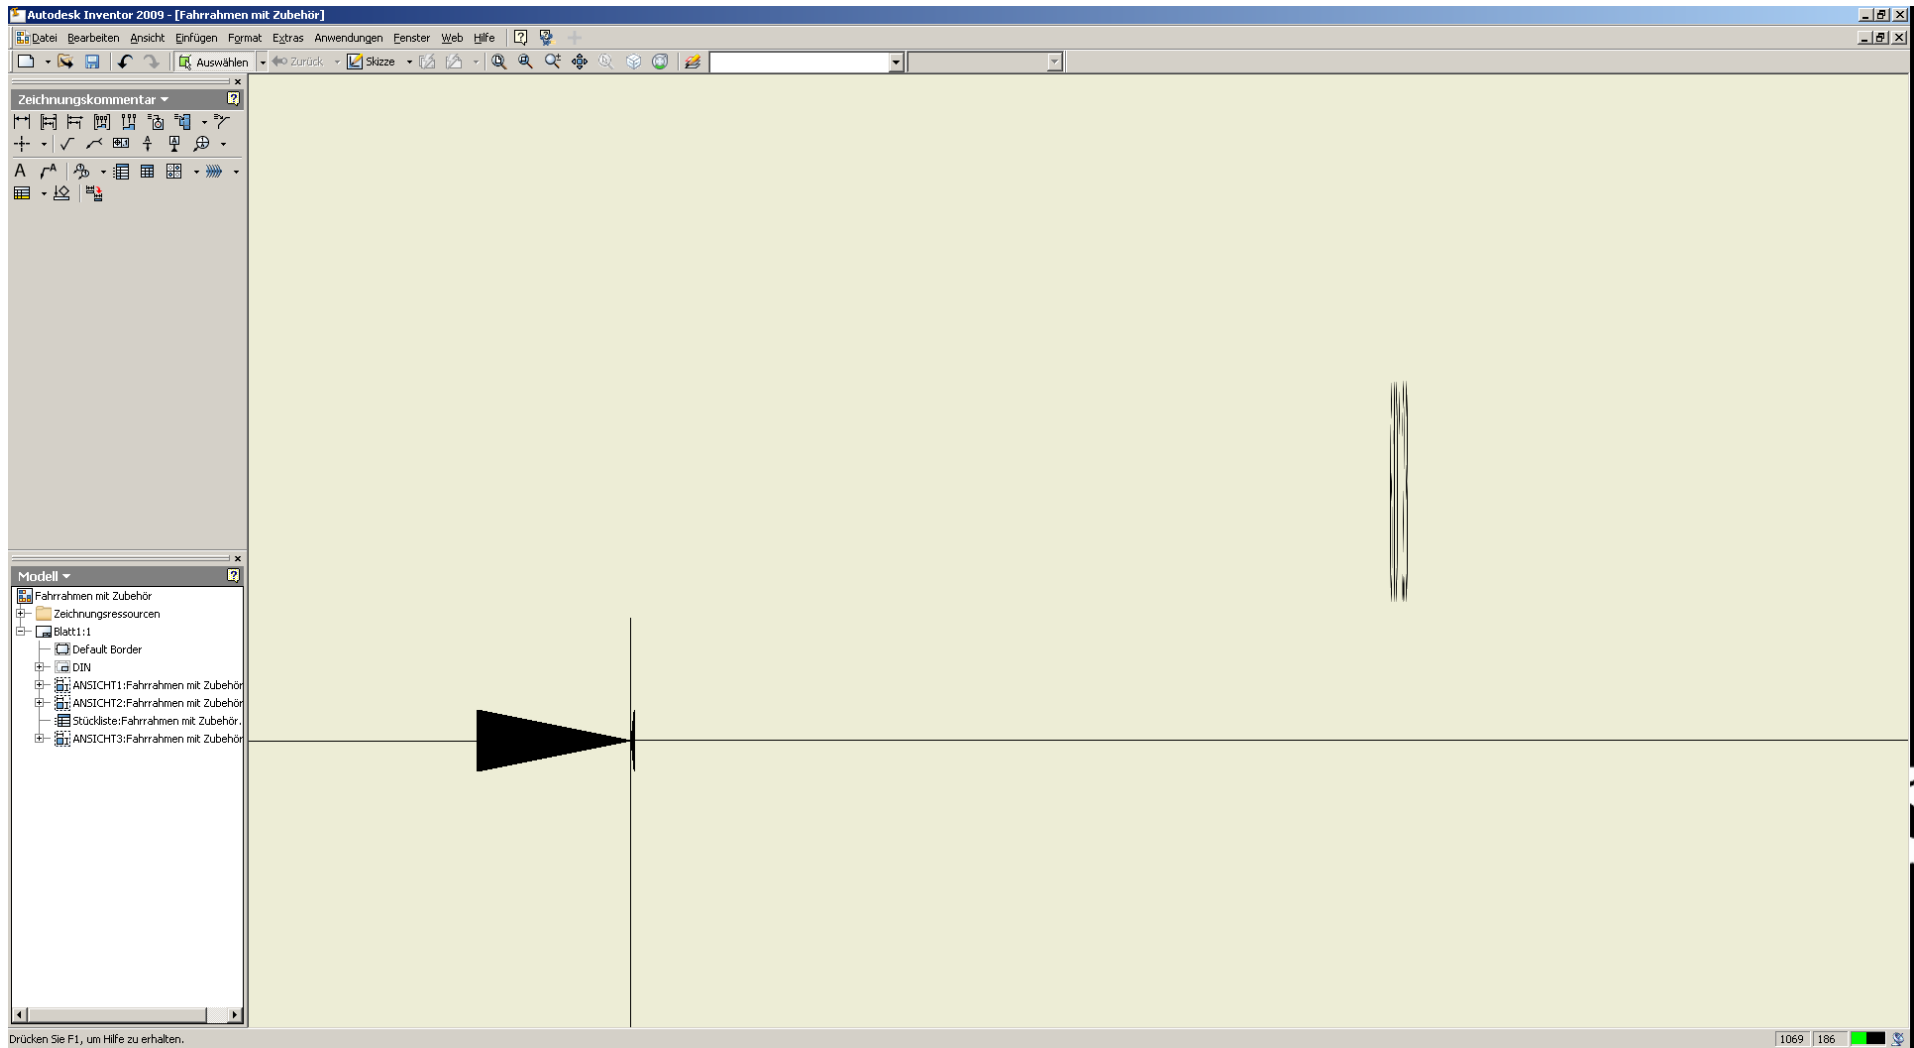 Autodesk Inventor 2009 - [Fahrrahmen mit Zubehör]
Datei Bearbeiten Ansicht Einfügen Format Extras Anwendungen Fenster Web Hilfe
Auswählen Zurück Skizze
Zeichnungskommentar
A A
Modell
Fahrrahmen mit Zubehör
Zeichnungsressourcen
Blatt1:1
Default Border
DIN
ANSICHT1:Fahrrahmen mit Zubehör
ANSICHT2:Fahrrahmen mit Zubehör
Stückliste:Fahrrahmen mit Zubehör.
ANSICHT3:Fahrrahmen mit Zubehör
Drücken Sie F1, um Hilfe zu erhalten.
1069 186